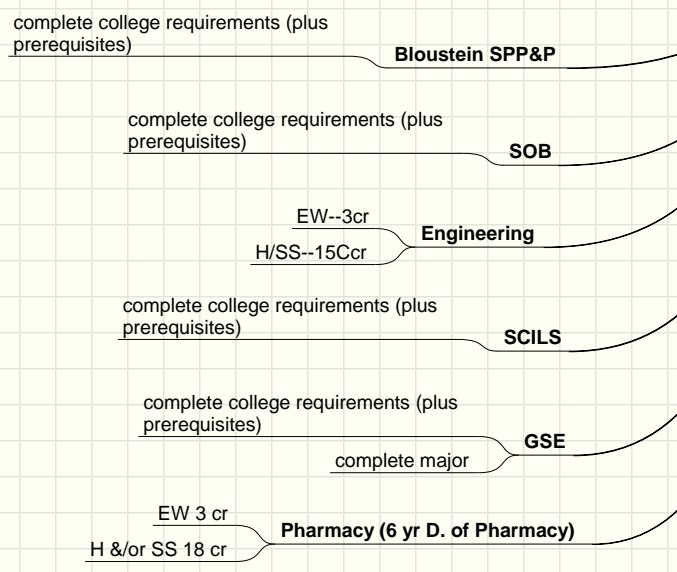 complete college requirements (plus
prerequisites)
Bloustein SPP&P
complete college requirements (plus
prerequisites)
SOB
EW--3cr
Engineering
H/SS--15Ccr
complete college requirements (plus
prerequisites)
SCILS
complete college requirements (plus
prerequisites)
GSE
complete major
EW 3 cr
Pharmacy (6 yr D. of Pharmacy)
H &/or SS 18 cr